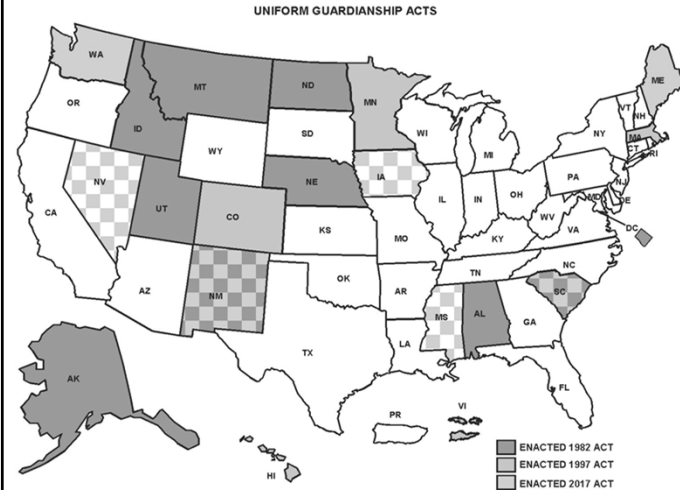 UNIFORM GUARDIANSHIP ACTS
WA
MT
ND
MN
ME
VT
NH
OR
ID
SD
WI
NY
MA
CT
RI
WY
MI
NV
NE
IA
PA
NJ
CA
UT
CO
IL
IN
OH
MD
DE
KS
MO
WV
VA
DC
KY
AZ
NM
OK
AR
TN
NC
SC
TX
LA
MS
AL
GA
FL
AK
HI
PR
VI
ENACTED 1982 ACT
ENACTED 1997 ACT
ENACTED 2017 ACT